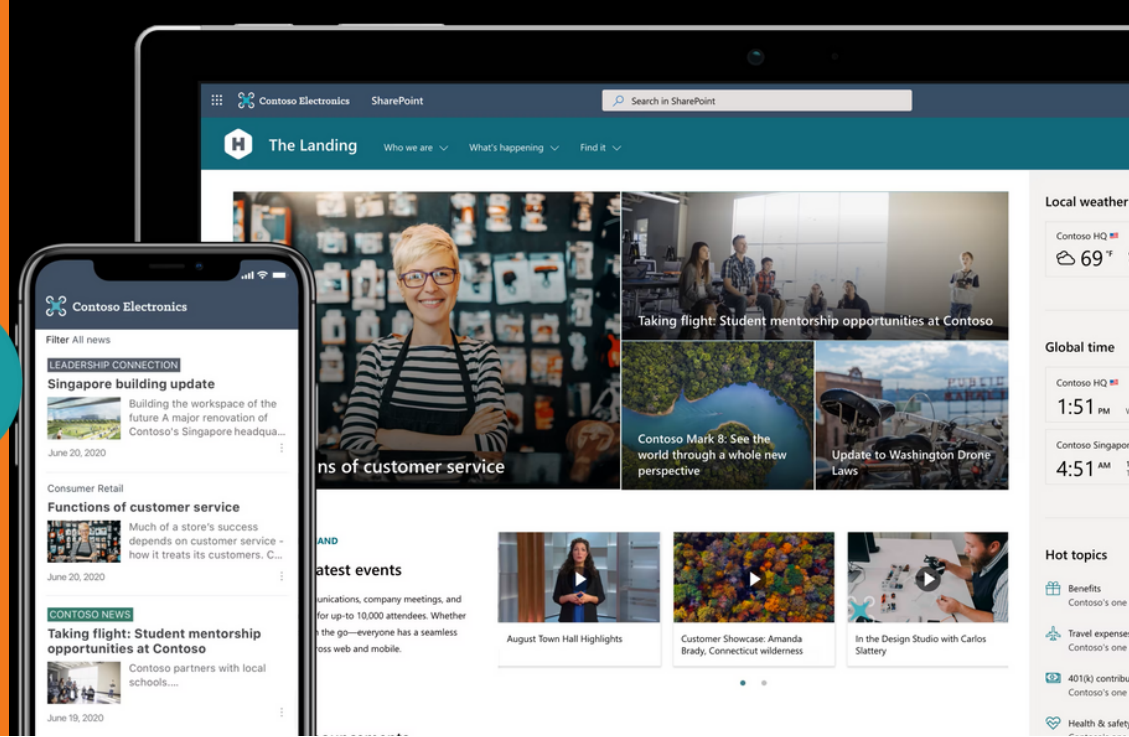 Contoso Electronics SharePoint Search in SharePoint
H The Landing Who we are What's happening Find it
Taking flight: Student mentorship opportunities at Contoso
Contoso Mark 8: See the
world through a whole new
perspective
Update to Washington Drone
Laws
ns of customer service
AND
atest events
unications, company meetings, and
for up-to 10,000 attendees. Whether
the go—everyone has a seamless
ross web and mobile.
August Town Hall Highlights
Customer Showcase: Amanda
Brady, Connecticut wilderness
In the Design Studio with Carlos
Slattery
Local weather
Contoso HQ
69 °F
Global time
Contoso HQ
1:51 PM
Contoso Singapor
4:51 AM
Hot topics
Benefits
Contoso's one
Travel expenses
Contoso's one
401(k) contribu
Contoso's one
Health & safety
Contoso Electronics
Filter All news
LEADERSHIP CONNECTION
Singapore building update
Building the workspace of the
future A major renovation of
Contoso's Singapore headqua...
June 20, 2020
Consumer Retail
Functions of customer service
Much of a store's success
depends on customer service -
how it treats its customers. C...
June 20, 2020
CONTOSO NEWS
Taking flight: Student mentorship
opportunities at Contoso
Contoso partners with local
schools....
June 19, 2020